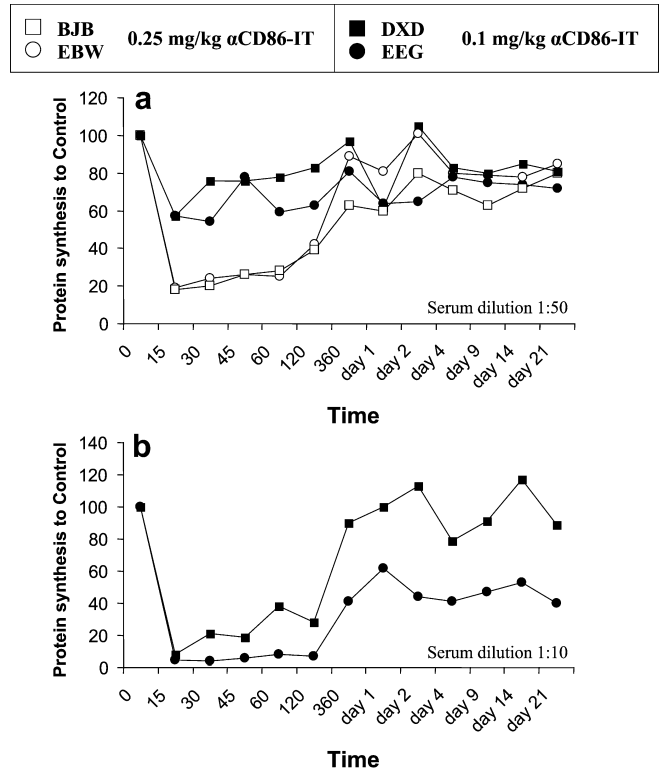 BJB
EBW
0.25 mg/kg αCD86-IT
DXD
EEG
0.1 mg/kg αCD86-IT
a
Protein synthesis to Control
120
100
80
60
40
20
0
Serum dilution 1:50
0 15 30 45 60 120 360 day 1 day 2 day 4 day 9 day 14 day 21
Time
b
Protein synthesis to Control
140
120
100
80
60
40
20
0
Serum dilution 1:10
0 15 30 45 60 120 360 day 1 day 2 day 4 day 9 day 14 day 21
Time